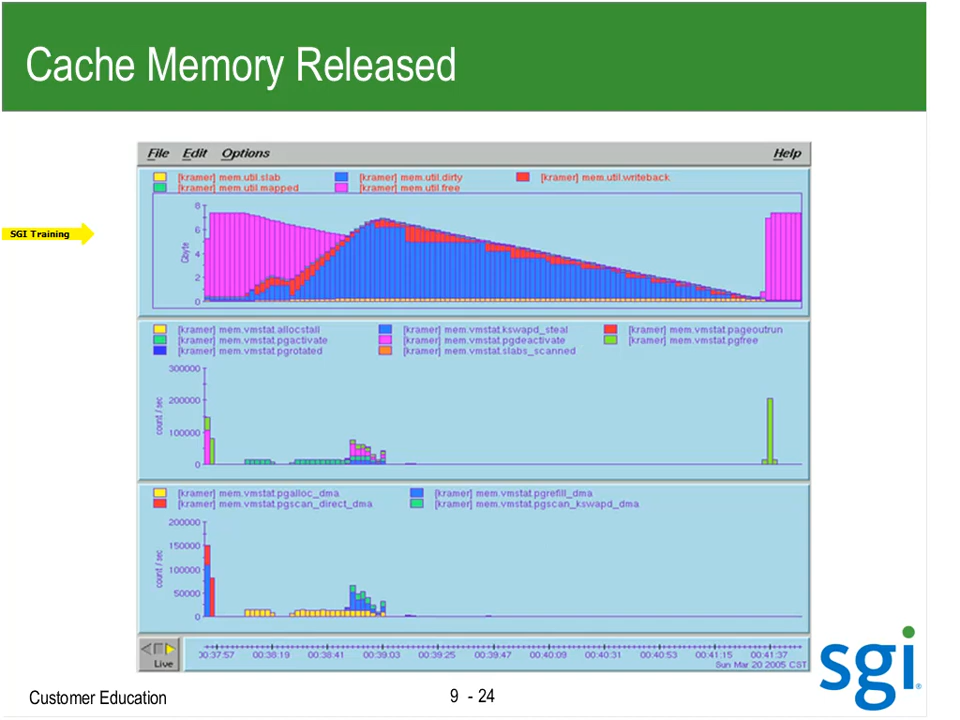 Cache Memory Released
File Edit Options Help
[kramer] mem.util.slab [kramer] mem.util.dirty [kramer] mem.util.writeback
[kramer] mem.util.mapped [kramer] mem.util.free
8
6
4
2
0
Gbyte
SGI Training
[kramer] mem.vmstat.allocstall [kramer] mem.vmstat.kswapd_steal [kramer] mem.vmstat.pageoutrun
[kramer] mem.vmstat.pgactivate [kramer] mem.vmstat.pgdeactivate [kramer] mem.vmstat.pgfree
[kramer] mem.vmstat.pgrotated [kramer] mem.vmstat.slabs_scanned
300000
200000
100000
0
count / sec
[kramer] mem.vmstat.pgalloc_dma [kramer] mem.vmstat.pgrefill_dma
[kramer] mem.vmstat.pgscan_direct_dma [kramer] mem.vmstat.pgscan_kswapd_dma
200000
150000
100000
50000
0
count / sec
Live
00:37:57 00:38:19 00:38:41 00:39:03 00:39:25 00:39:47 00:40:09 00:40:31 00:40:53 00:41:15 00:41:37
Sun Mar 20 2005 CST
sgi®
Customer Education 9 - 24